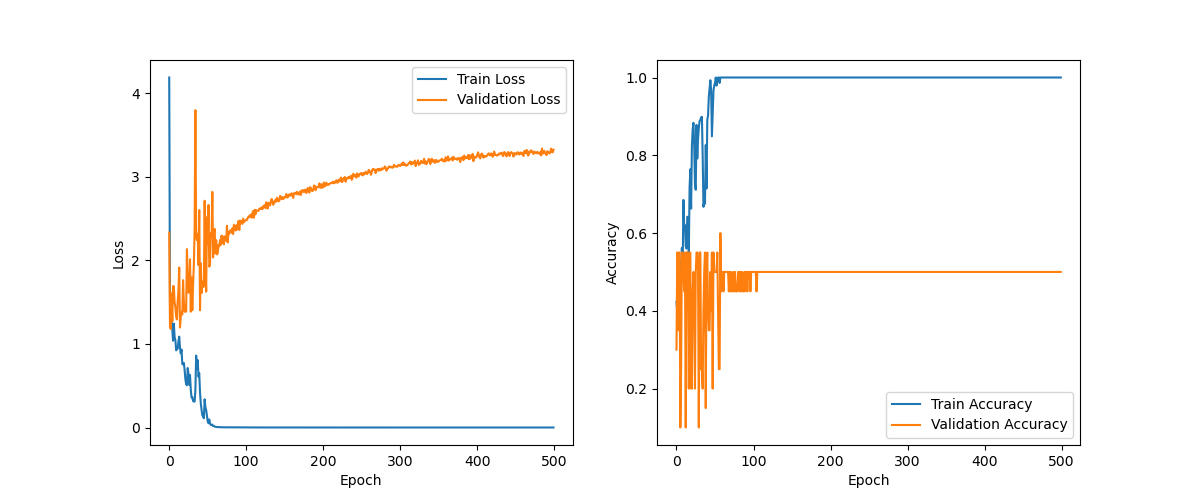 Train Loss
Validation Loss
Loss
4
3
2
1
0
0
100
200
300
400
500
Epoch
Accuracy
1.0
0.8
0.6
0.4
0.2
Train Accuracy
Validation Accuracy
0
100
200
300
400
500
Epoch